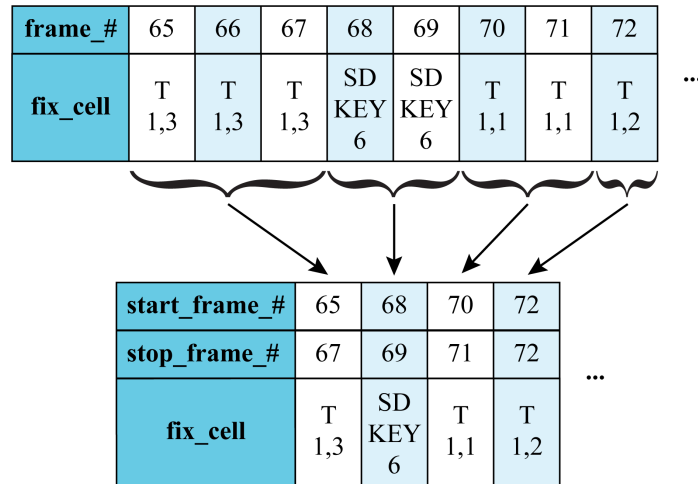 frame_# 65 66 67 68 69 70 71 72
fix_cell T 1,3 T 1,3 T 1,3 SD KEY 6 SD KEY 6 T 1,1 T 1,1 T 1,2
...
start_frame_# 65 68 70 72
stop_frame_# 67 69 71 72
...
fix_cell T 1,3 SD KEY 6 T 1,1 T 1,2